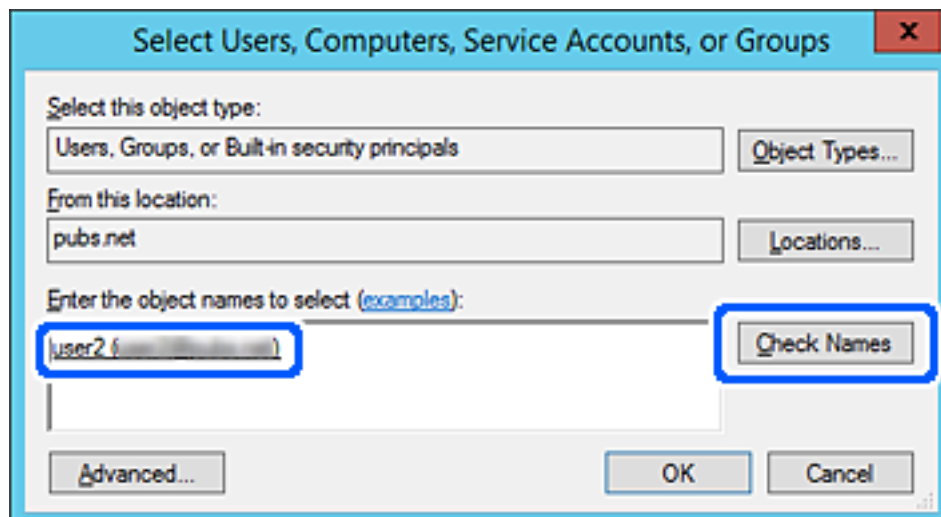 Select Users, Computers, Service Accounts, or Groups
x
Select this object type:
Users, Groups, or Built-in security principals
Object Types...
From this location:
pubs.net
Locations...
Enter the object names to select (examples):
user2 (
)
Check Names
Advanced...
OK
Cancel